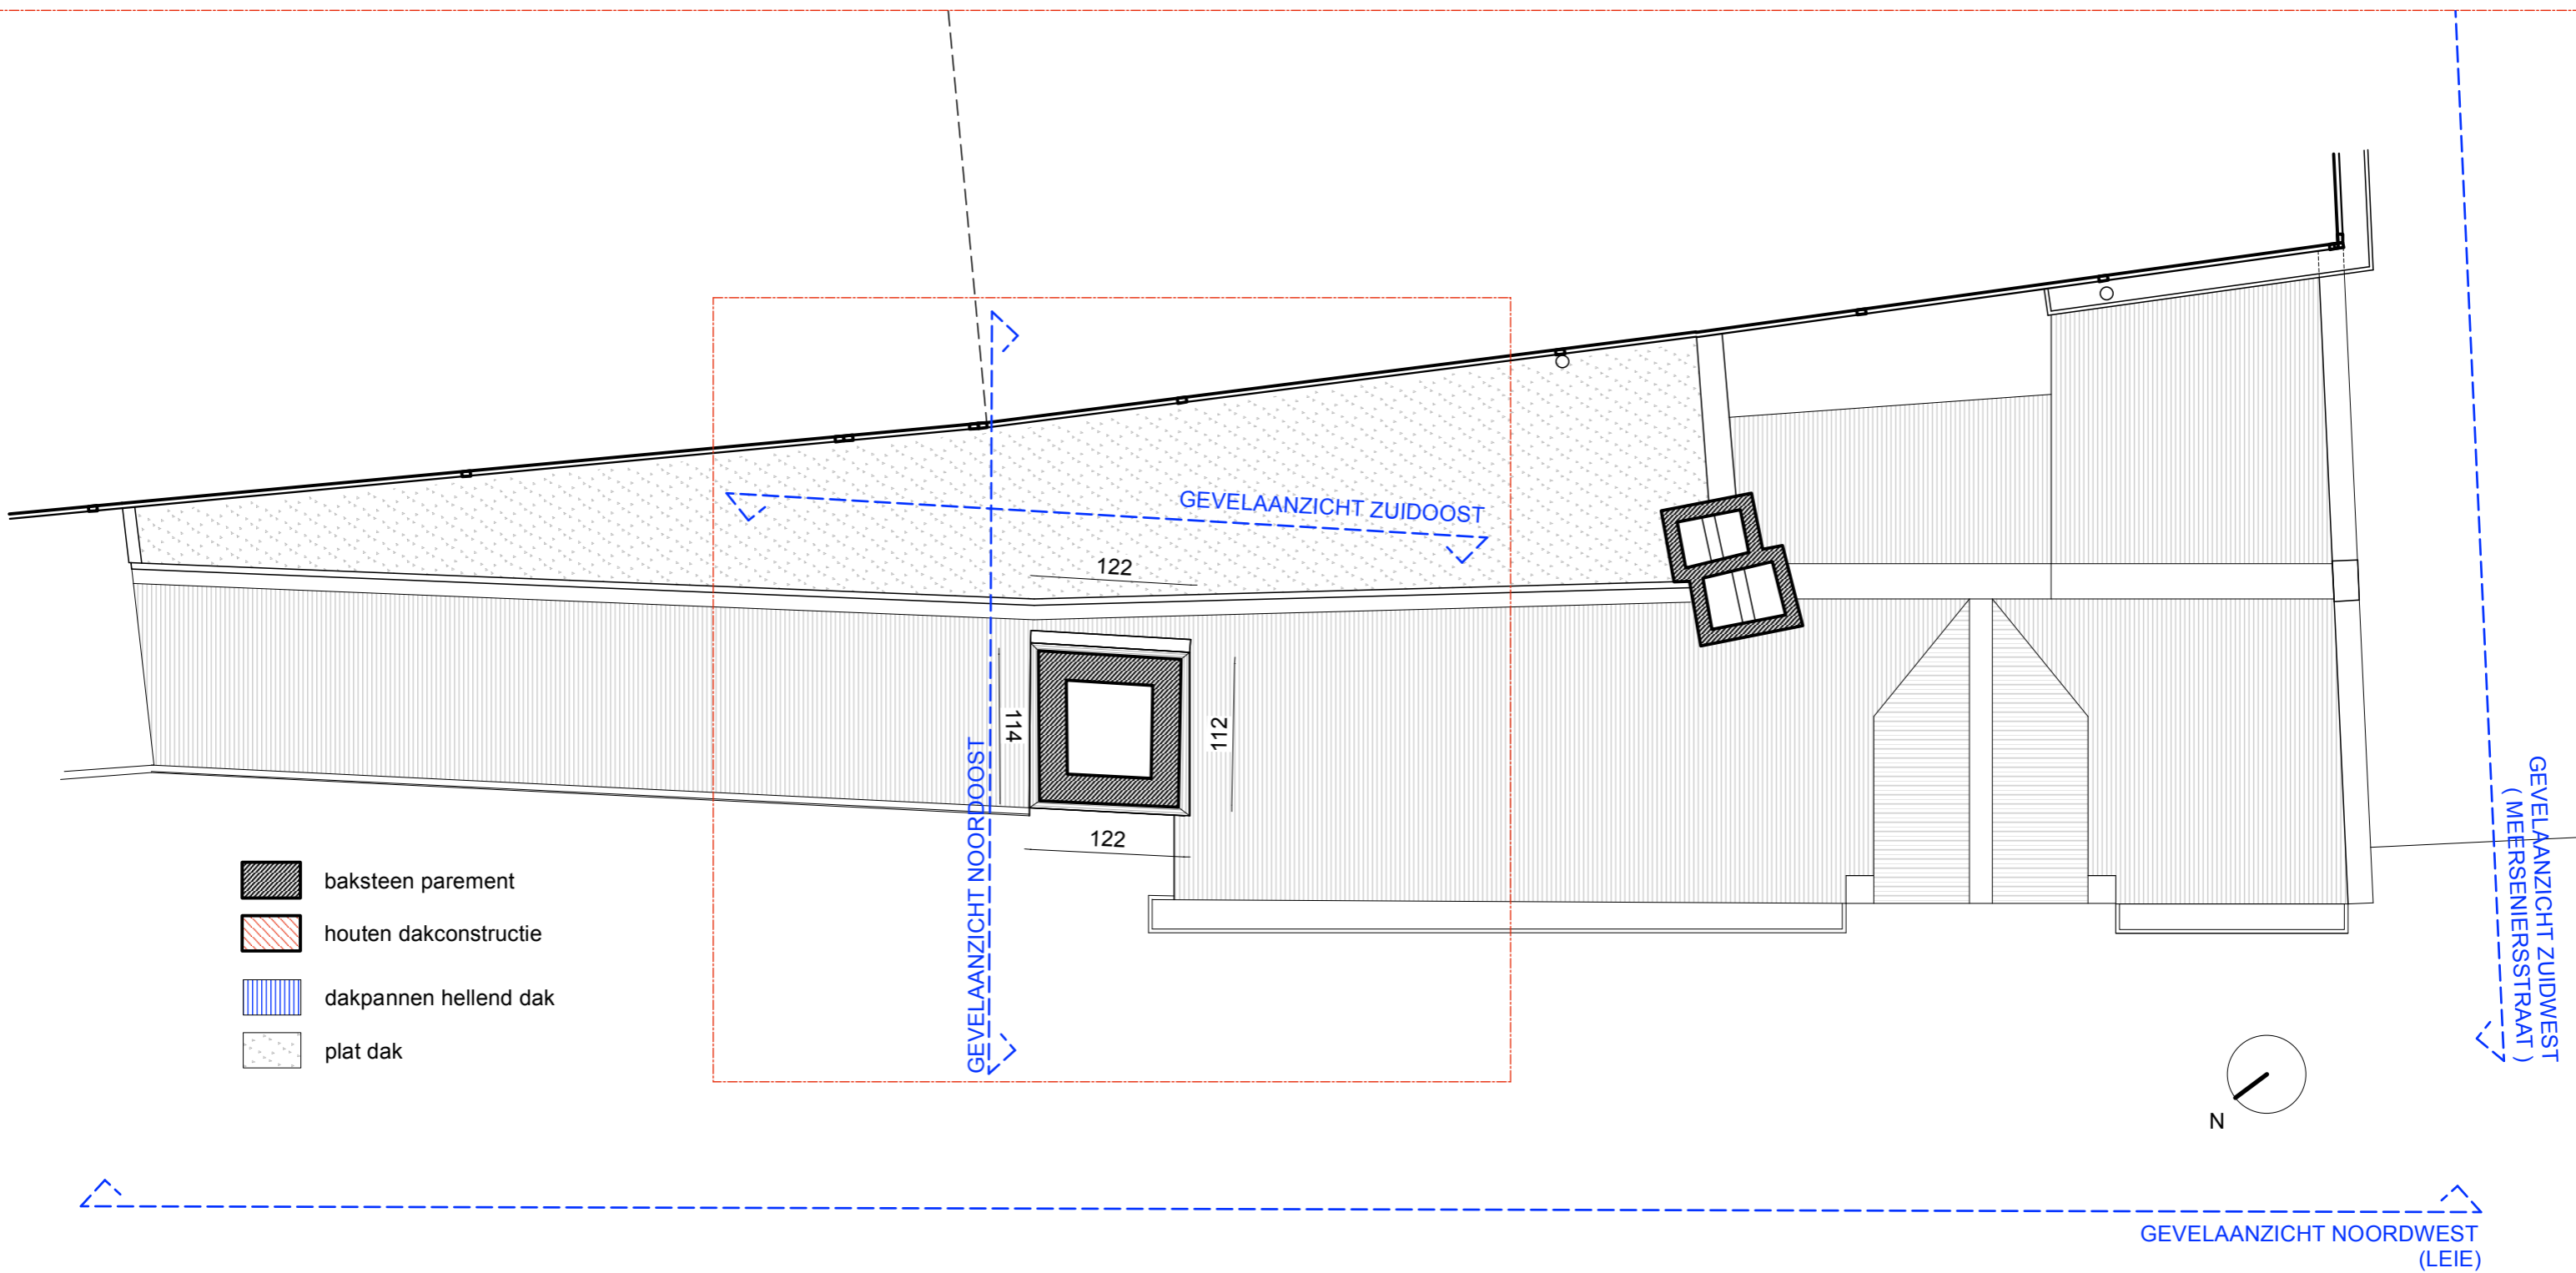 GEVELAANZICHT ZUIDOOST
122
114
112
122
GEVELAANZICHT NOORDOOST
GEVELAANZICHT ZUIDWEST
( MEERSENIERSSTRAAT )
baksteen parement
houten dakconstructie
dakpannen hellend dak
plat dak
N
GEVELAANZICHT NOORDWEST
(LEIE)